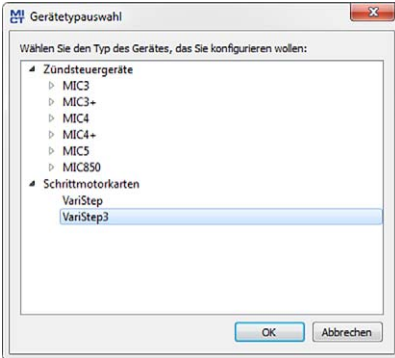 MICT Gerätetypauswahl
Wählen Sie den Typ des Gerätes, das Sie konfigurieren wollen:
Zündsteuergeräte
MIC3
MIC3+
MIC4
MIC4+
MIC5
MIC850
Schrittmotorkarten
VariStep
VariStep3
OK Abbrechen